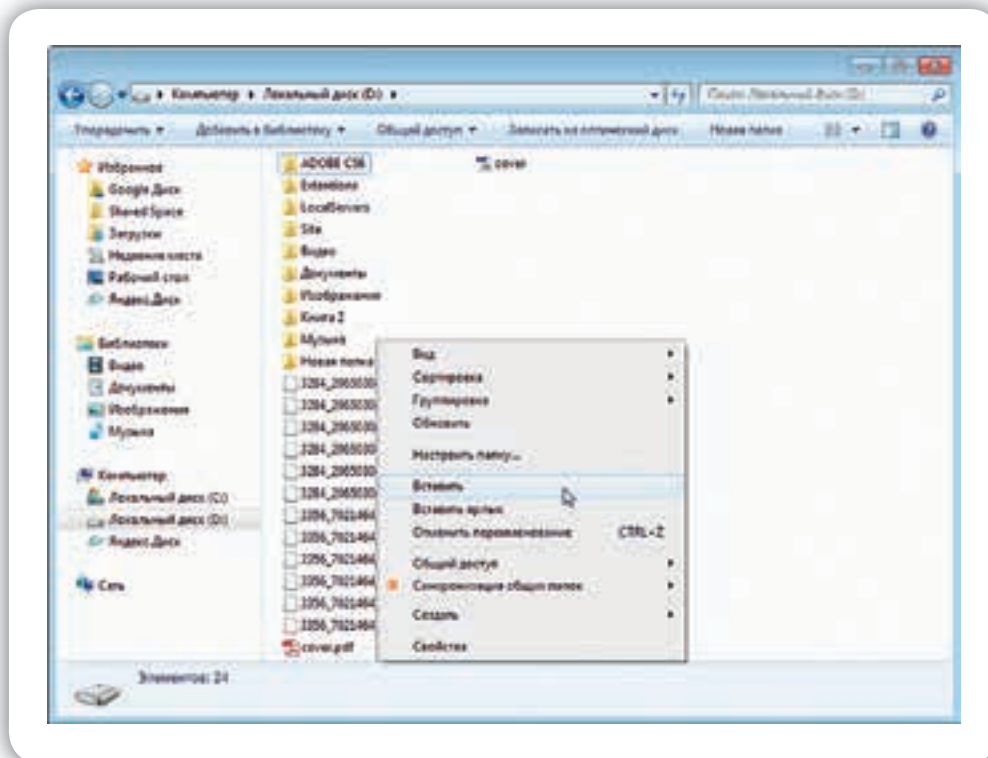 Компьютер ▸ Локальный диск (D:) ▸
Поиск: Локальный диск (D:)
Упорядочить
Добавить в библиотеку
Общий доступ
Записать на оптический диск
Новая папка
Избранное
Google Диск
Shared Space
Загрузки
Недавние места
Рабочий стол
Яндекс.Диск
Библиотеки
Видео
Документы
Изображения
Музыка
Компьютер
Локальный диск (C:)
Локальный диск (D:)
Яндекс.Диск
Сеть
ADOBE CS6
Extensions
LocalServers
Site
Видео
Документы
Изображения
Книга 2
Музыка
Новая папка
cover.pdf
cover
Вид
Сортировка
Группировка
Обновить
Настроить папку...
Вставить
Вставить ярлык
Отменить переименование CTRL+Z
Общий доступ
Синхронизация общих папок
Создать
Свойства
Элементов: 24